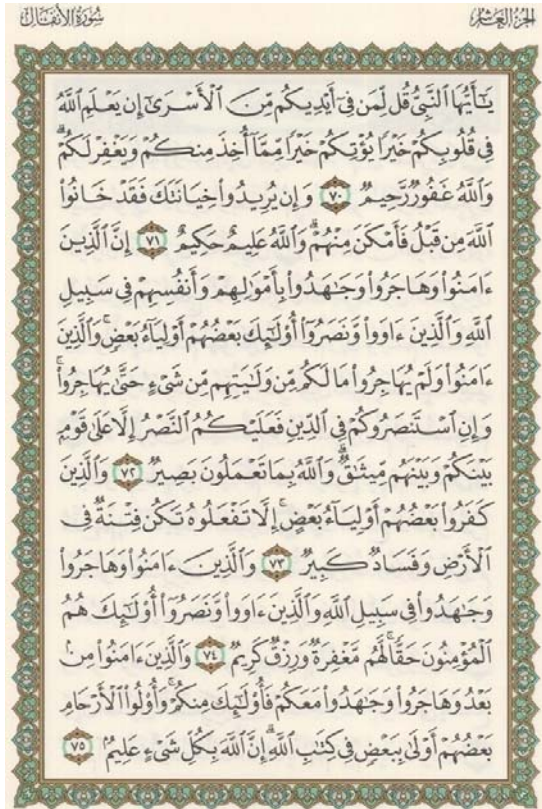 الجزء العاشر سورة الأنفال
يَـٰٓأَيُّهَا ٱلنَّبِىُّ قُل لِّمَن فِىٓ أَيْدِيكُم مِّنَ ٱلْأَسْرَىٰٓ إِن يَعْلَمِ ٱللَّهُ
فِى قُلُوبِكُمْ خَيْرًا يُؤْتِكُمْ خَيْرًا مِّمَّآ أُخِذَ مِنكُمْ وَيَغْفِرْ لَكُمْ ۗ
وَٱللَّهُ غَفُورٌ رَّحِيمٌ ٧٠ وَإِن يُرِيدُوا۟ خِيَانَتَكَ فَقَدْ خَانُوا۟
ٱللَّهَ مِن قَبْلُ فَأَمْكَنَ مِنْهُمْ ۗ وَٱللَّهُ عَلِيمٌ حَكِيمٌ ٧١ إِنَّ ٱلَّذِينَ
ءَامَنُوا۟ وَهَاجَرُوا۟ وَجَـٰهَدُوا۟ بِأَمْوَٰلِهِمْ وَأَنفُسِهِمْ فِى سَبِيلِ
ٱللَّهِ وَٱلَّذِينَ ءَاوَوا۟ وَّنَصَرُوٓا۟ أُو۟لَـٰٓئِكَ بَعْضُهُمْ أَوْلِيَآءُ بَعْضٍ ۚ وَٱلَّذِينَ
ءَامَنُوا۟ وَلَمْ يُهَاجِرُوا۟ مَا لَكُم مِّن وَلَـٰيَتِهِم مِّن شَىْءٍ حَتَّىٰ يُهَاجِرُوا۟ ۚ
وَإِنِ ٱسْتَنصَرُوكُمْ فِى ٱلدِّينِ فَعَلَيْكُمُ ٱلنَّصْرُ إِلَّا عَلَىٰ قَوْمٍۭ
بَيْنَكُمْ وَبَيْنَهُم مِّيثَـٰقٌ ۗ وَٱللَّهُ بِمَا تَعْمَلُونَ بَصِيرٌ ٧٢ وَٱلَّذِينَ
كَفَرُوا۟ بَعْضُهُمْ أَوْلِيَآءُ بَعْضٍ ۚ إِلَّا تَفْعَلُوهُ تَكُن فِتْنَةٌ فِى
ٱلْأَرْضِ وَفَسَادٌ كَبِيرٌ ٧٣ وَٱلَّذِينَ ءَامَنُوا۟ وَهَاجَرُوا۟
وَجَـٰهَدُوا۟ فِى سَبِيلِ ٱللَّهِ وَٱلَّذِينَ ءَاوَوا۟ وَّنَصَرُوٓا۟ أُو۟لَـٰٓئِكَ هُمُ
ٱلْمُؤْمِنُونَ حَقًّا ۚ لَّهُم مَّغْفِرَةٌ وَرِزْقٌ كَرِيمٌ ٧٤ وَٱلَّذِينَ ءَامَنُوا۟ مِنۢ
بَعْدُ وَهَاجَرُوا۟ وَجَـٰهَدُوا۟ مَعَكُمْ فَأُو۟لَـٰٓئِكَ مِنكُمْ ۚ وَأُو۟لُوا۟ ٱلْأَرْحَامِ
بَعْضُهُمْ أَوْلَىٰ بِبَعْضٍ فِى كِتَـٰبِ ٱللَّهِ ۗ إِنَّ ٱللَّهَ بِكُلِّ شَىْءٍ عَلِيمٌۢ ٧٥